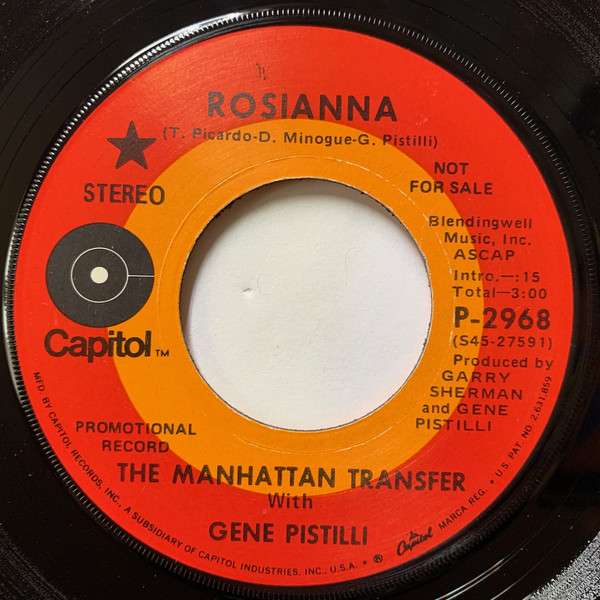 ROSIANNA
(T. Picardo-D. Minogue-G. Pistilli)
STEREO
NOT
FOR SALE
Blendingwell
Music, Inc.
ASCAP
Intro.—:15
Total—3:00
P-2968
(S45-27591)
Produced by
GARRY
SHERMAN
and GENE
PISTILLI
Capitol TM
PROMOTIONAL
RECORD
THE MANHATTAN TRANSFER
With
GENE PISTILLI
MFD. BY CAPITOL RECORDS, INC., A SUBSIDIARY OF CAPITOL INDUSTRIES, INC., U.S.A. • ® Capitol MARCA REG. • U.S. PAT. NO. 2,631,859